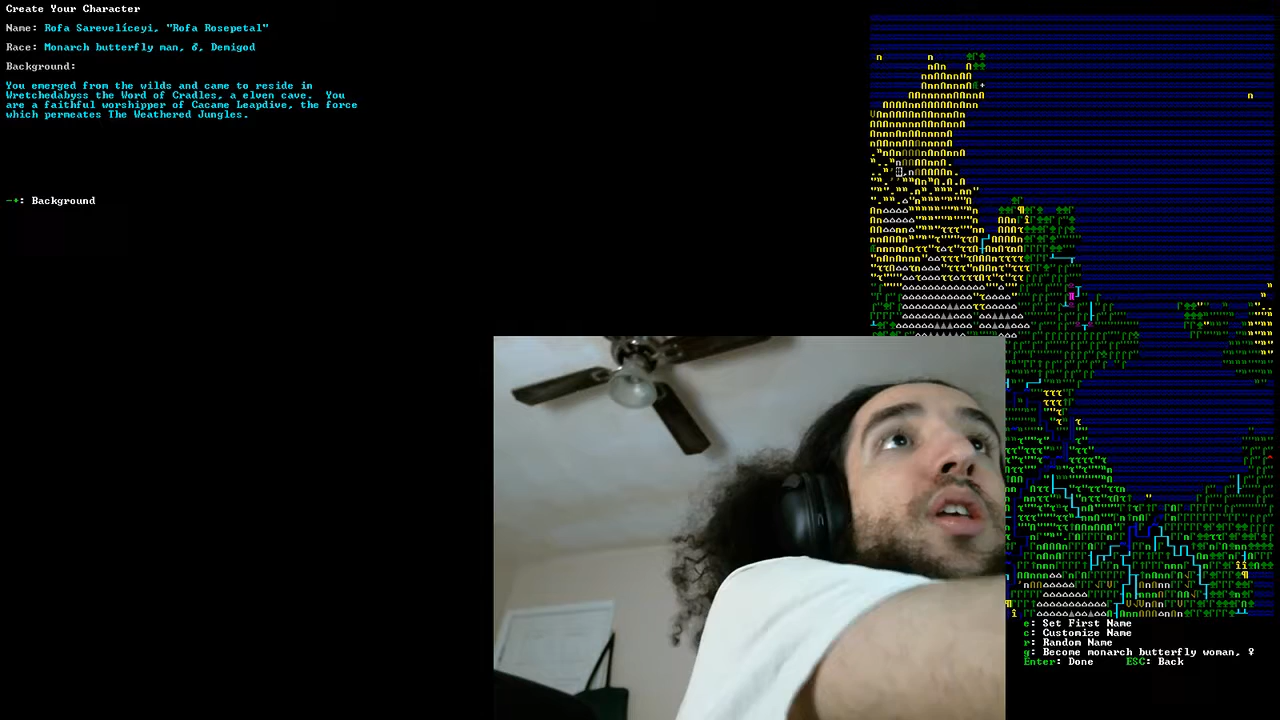 Create Your Character
Name: Rofa Sarevelíceyi, "Rofa Rosepetal"
Race: Monarch butterfly man, ♂, Demigod
Background:
You emerged from the wilds and came to reside in
Wretchedabyss the Word of Cradles, a elven cave.  You
are a faithful worshipper of Cacame Leapdive, the force
which permeates The Weathered Jungles.
-+: Background
e: Set First Name
c: Customize Name
r: Random Name
g: Become monarch butterfly woman, ♀
Enter: Done     ESC: Back